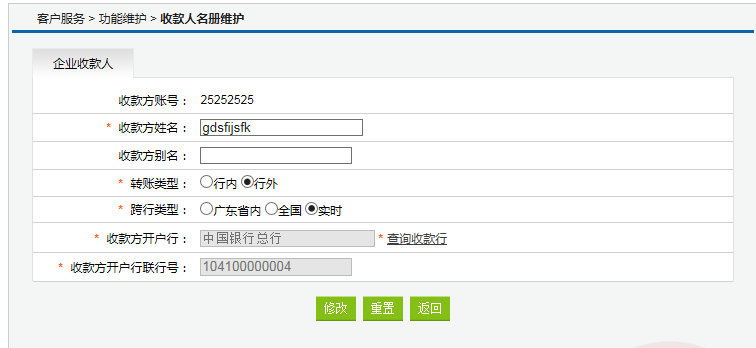 客户服务 > 功能维护 > 收款人名册维护
企业收款人
收款方账号： 25252525
* 收款方姓名： gdsfijsfk
收款方别名：
* 转账类型： 行内 行外
* 跨行类型： 广东省内 全国 实时
* 收款方开户行： 中国银行总行 * 查询收款行
* 收款方开户行联行号： 104100000004
修改 重置 返回